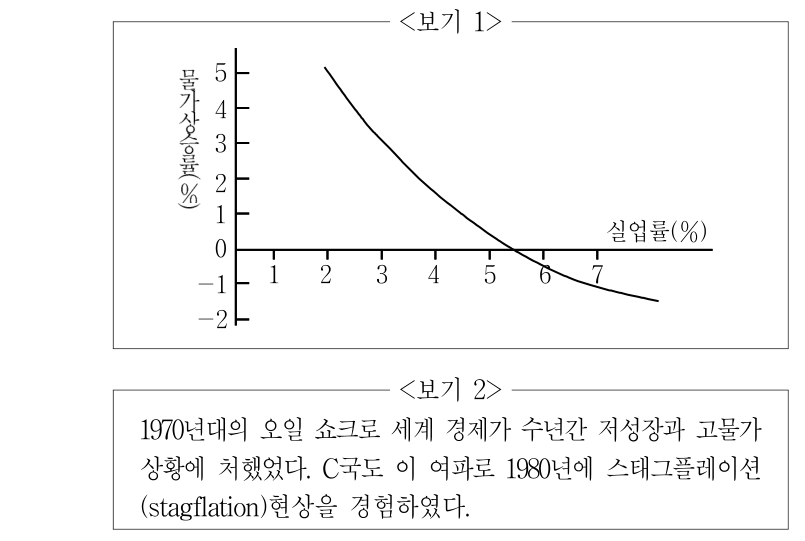 <보기 1>
물가상승률(%)
5
4
3
2
1
0
-1
-2
실업률(%)
1 2 3 4 5 6 7
<보기 2>
1970년대의 오일 쇼크로 세계 경제가 수년간 저성장과 고물가
상황에 처했었다. C국도 이 여파로 1980년에 스태그플레이션
(stagflation)현상을 경험하였다.